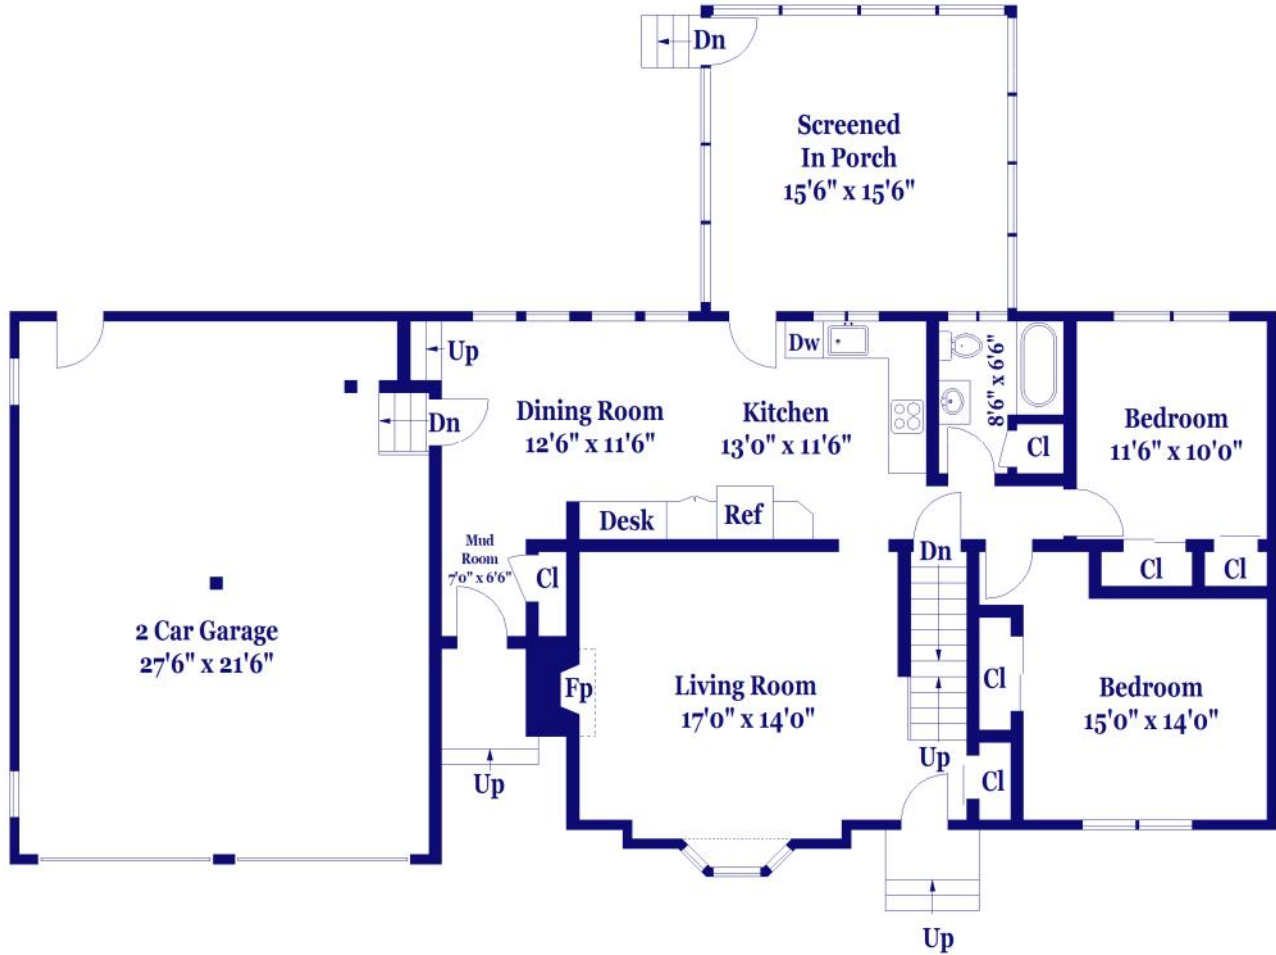 Dn
Screened
In Porch
15'6" x 15'6"
Up
Dn
Dining Room
12'6" x 11'6"
Kitchen
13'0" x 11'6"
Dw
8'6" x 6'6"
Cl
Bedroom
11'6" x 10'0"
Desk
Ref
Mud
Room
7'0" x 6'6"
Cl
Dn
Cl
Cl
2 Car Garage
27'6" x 21'6"
Fp
Living Room
17'0" x 14'0"
Cl
Bedroom
15'0" x 14'0"
Up
Up
Cl
Up